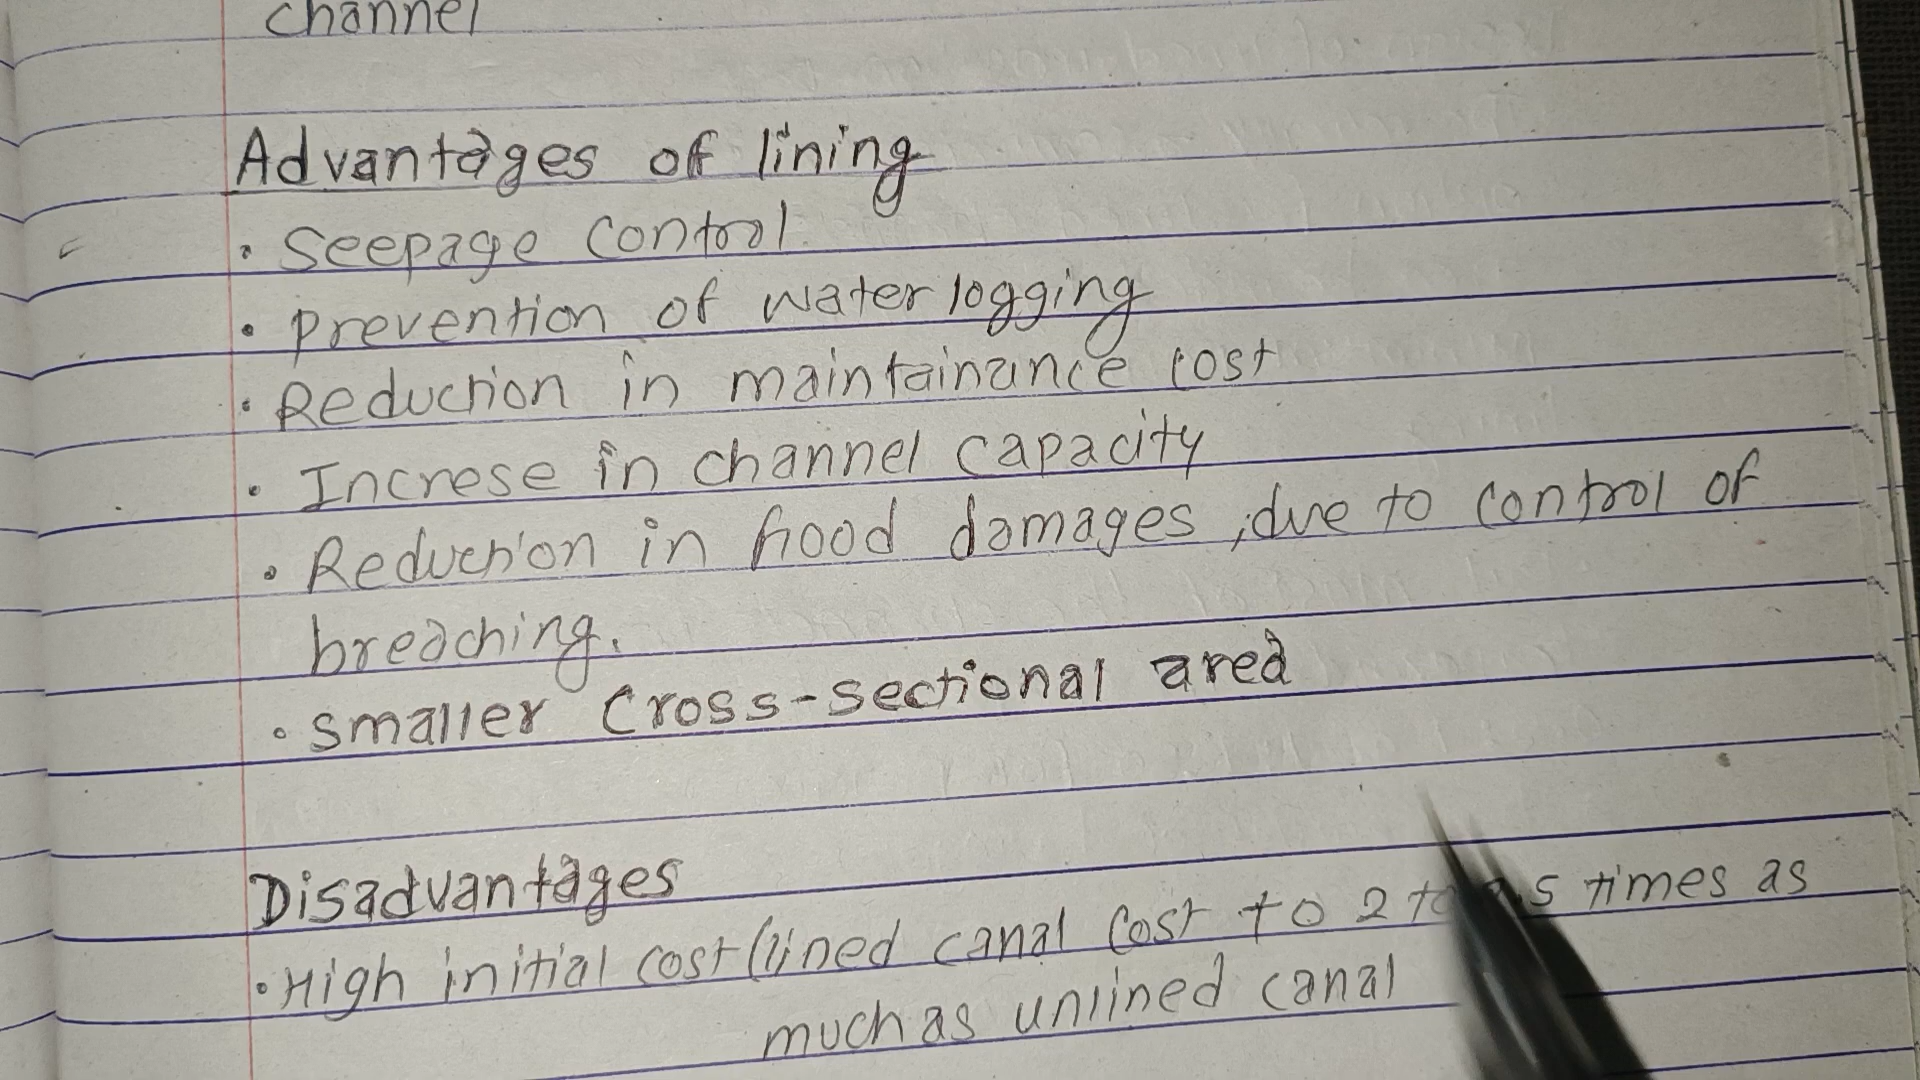 channel
Advantages of lining
• Seepage control
• prevention of water logging
• Reduction in maintainance cost
• Increse in channel capacity
• Reduction in flood damages, due to control of
breaching.
• smaller cross-sectional area
Disadvantages
• High initial cost (lined canal cost to 2 to .5 times as
much as unlined canal